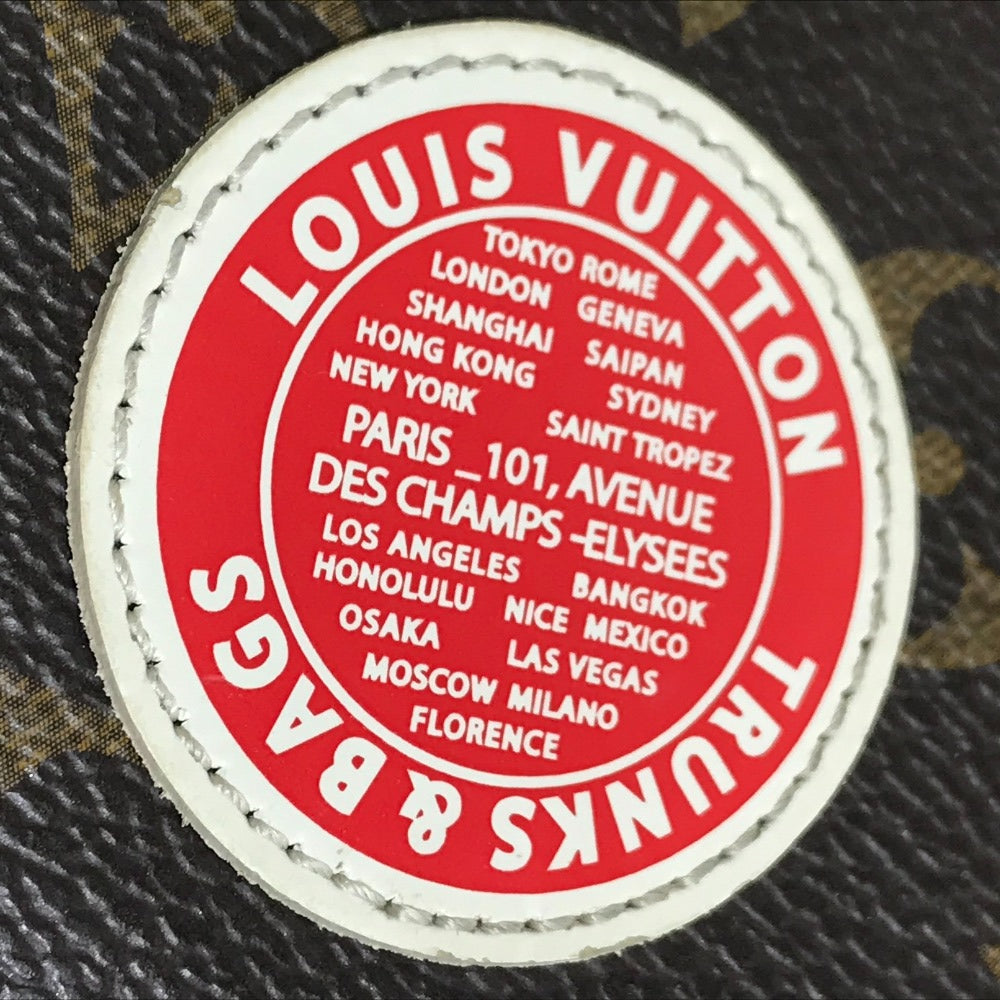 LOUIS VUITTON
TOKYO ROME
LONDON GENEVA
SHANGHAI SAIPAN
HONG KONG SYDNEY
NEW YORK SAINT TROPEZ
PARIS _101, AVENUE
DES CHAMPS -ELYSEES
LOS ANGELES BANGKOK
HONOLULU NICE MEXICO
OSAKA LAS VEGAS
MOSCOW MILANO
FLORENCE
TRUNKS & BAGS